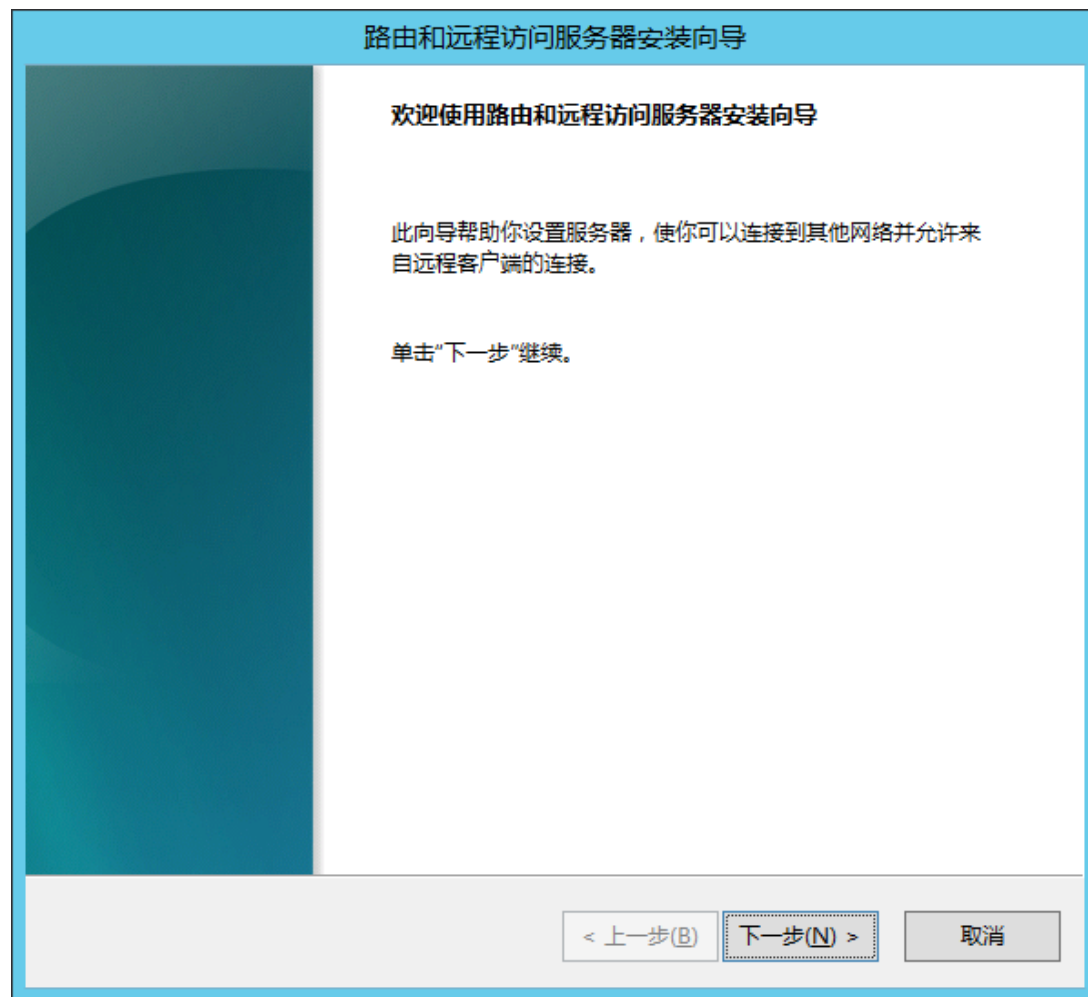 路由和远程访问服务器安装向导
欢迎使用路由和远程访问服务器安装向导
此向导帮助你设置服务器，使你可以连接到其他网络并允许来
自远程客户端的连接。
单击"下一步"继续。
< 上一步(B) 下一步(N) > 取消